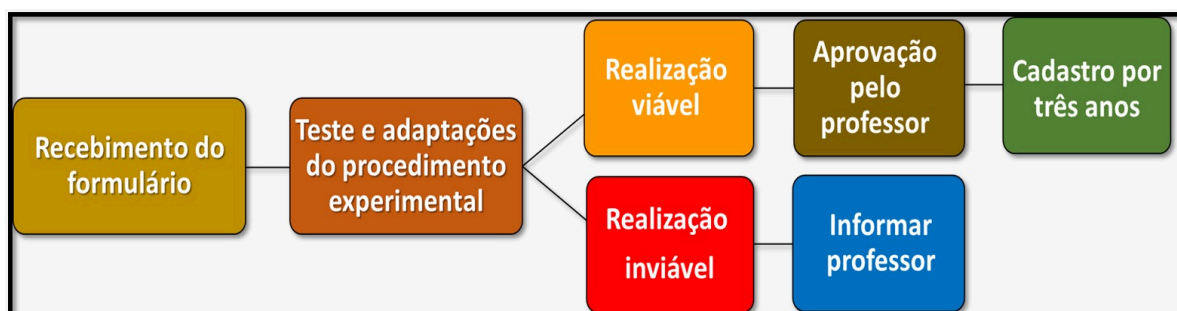 Recebimento do
formulário
Teste e adaptações
do procedimento
experimental
Realização
viável
Aprovação
pelo
professor
Cadastro por
três anos
Realização
inviável
Informar
professor